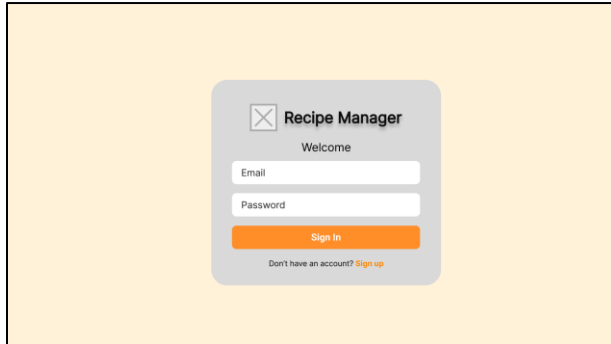 Recipe Manager
Welcome
Email
Password
Sign In
Don't have an account? Sign up